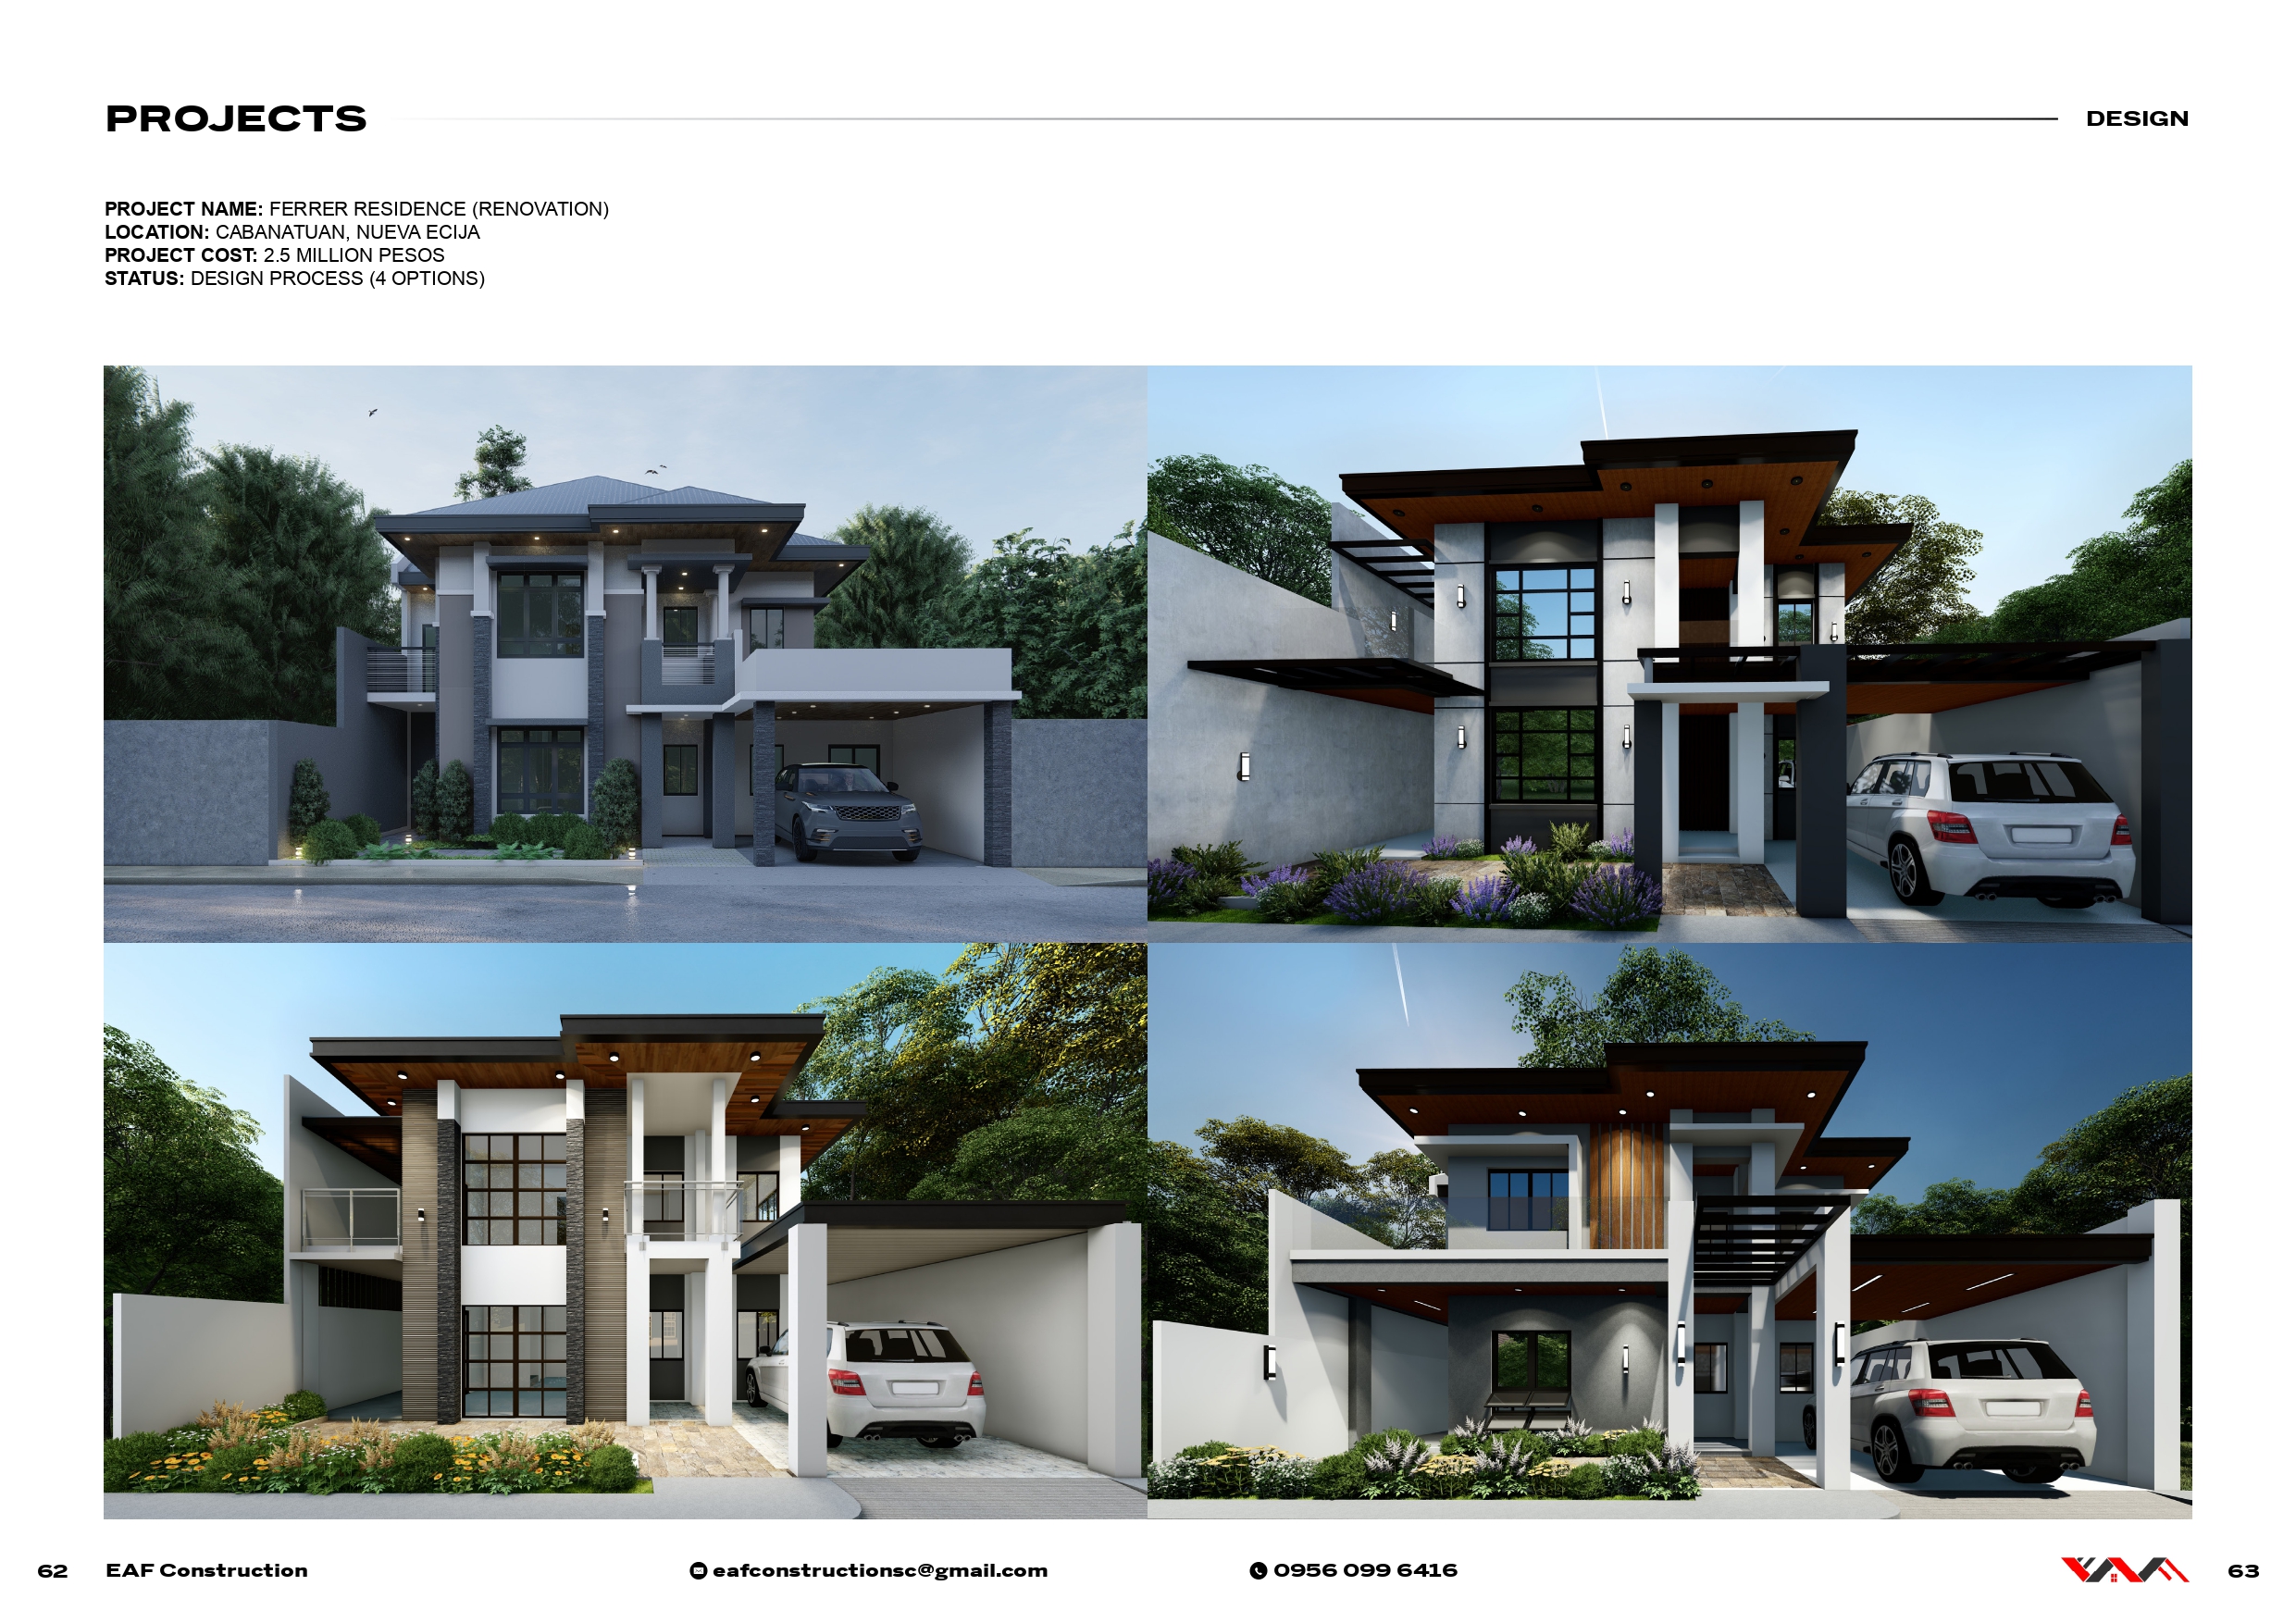 PROJECTS
DESIGN
PROJECT NAME: FERRER RESIDENCE (RENOVATION)
LOCATION: CABANATUAN, NUEVA ECIJA
PROJECT COST: 2.5 MILLION PESOS
STATUS: DESIGN PROCESS (4 OPTIONS)
62 EAF Construction eafconstructionsc@gmail.com 0956 099 6416 63